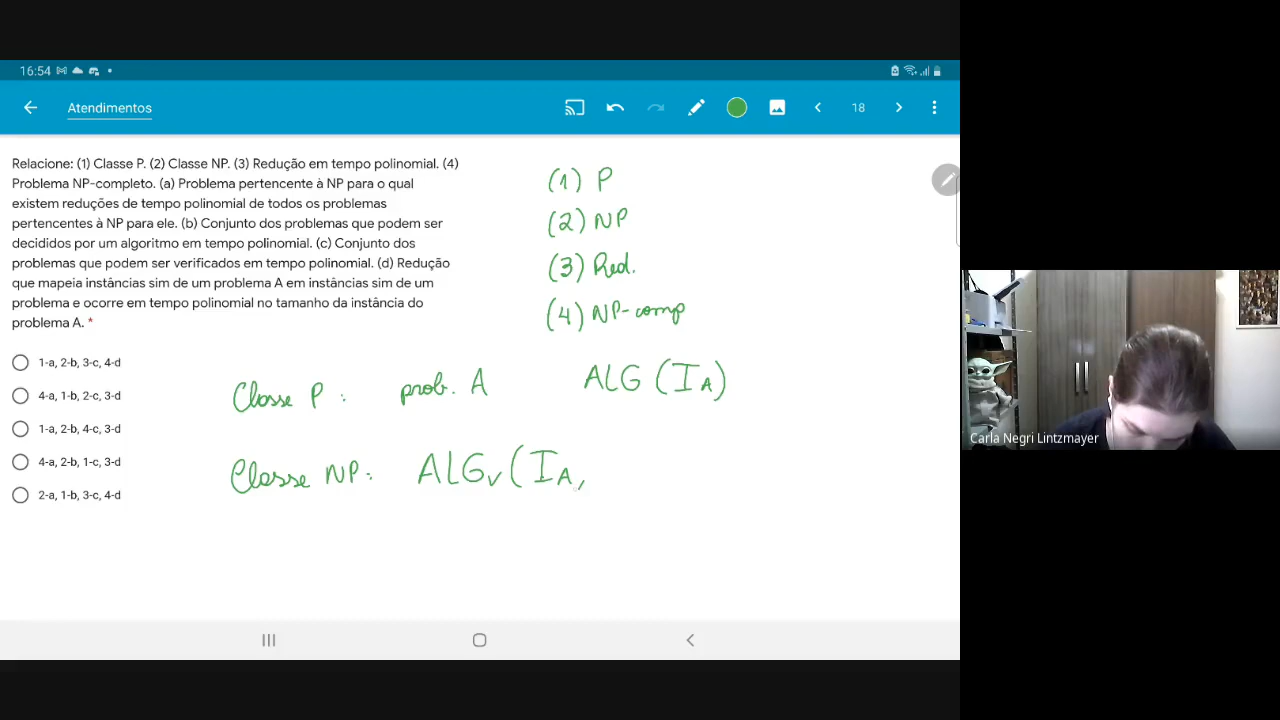 16:54
Atendimentos
18
Relacione: (1) Classe P. (2) Classe NP. (3) Redução em tempo polinomial. (4)
Problema NP-completo. (a) Problema pertencente à NP para o qual
existem reduções de tempo polinomial de todos os problemas
pertencentes à NP para ele. (b) Conjunto dos problemas que podem ser
decididos por um algoritmo em tempo polinomial. (c) Conjunto dos
problemas que podem ser verificados em tempo polinomial. (d) Redução
que mapeia instâncias sim de um problema A em instâncias sim de um
problema e ocorre em tempo polinomial no tamanho da instância do
problema A. *
(1) P
(2) NP
(3) Red.
(4) NP-comp
1-a, 2-b, 3-c, 4-d
4-a, 1-b, 2-c, 3-d
1-a, 2-b, 4-c, 3-d
4-a, 2-b, 1-c, 3-d
2-a, 1-b, 3-c, 4-d
Classe P: prob. A ALG (IA)
Classe NP: ALGv (IA,
Carla Negri Lintzmayer